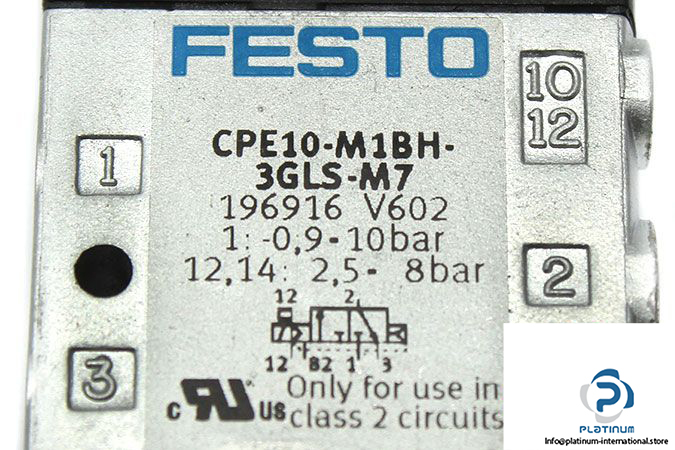 FESTO
10
12
CPE10-M1BH-
3GLS-M7
1
196916 V602
1: -0,9-10bar
12,14: 2,5- 8bar
2
12 2
12 82 1 3
3
Only for use in
c RU US class 2 circuits
PLATINUM
Info@platinum-international.store